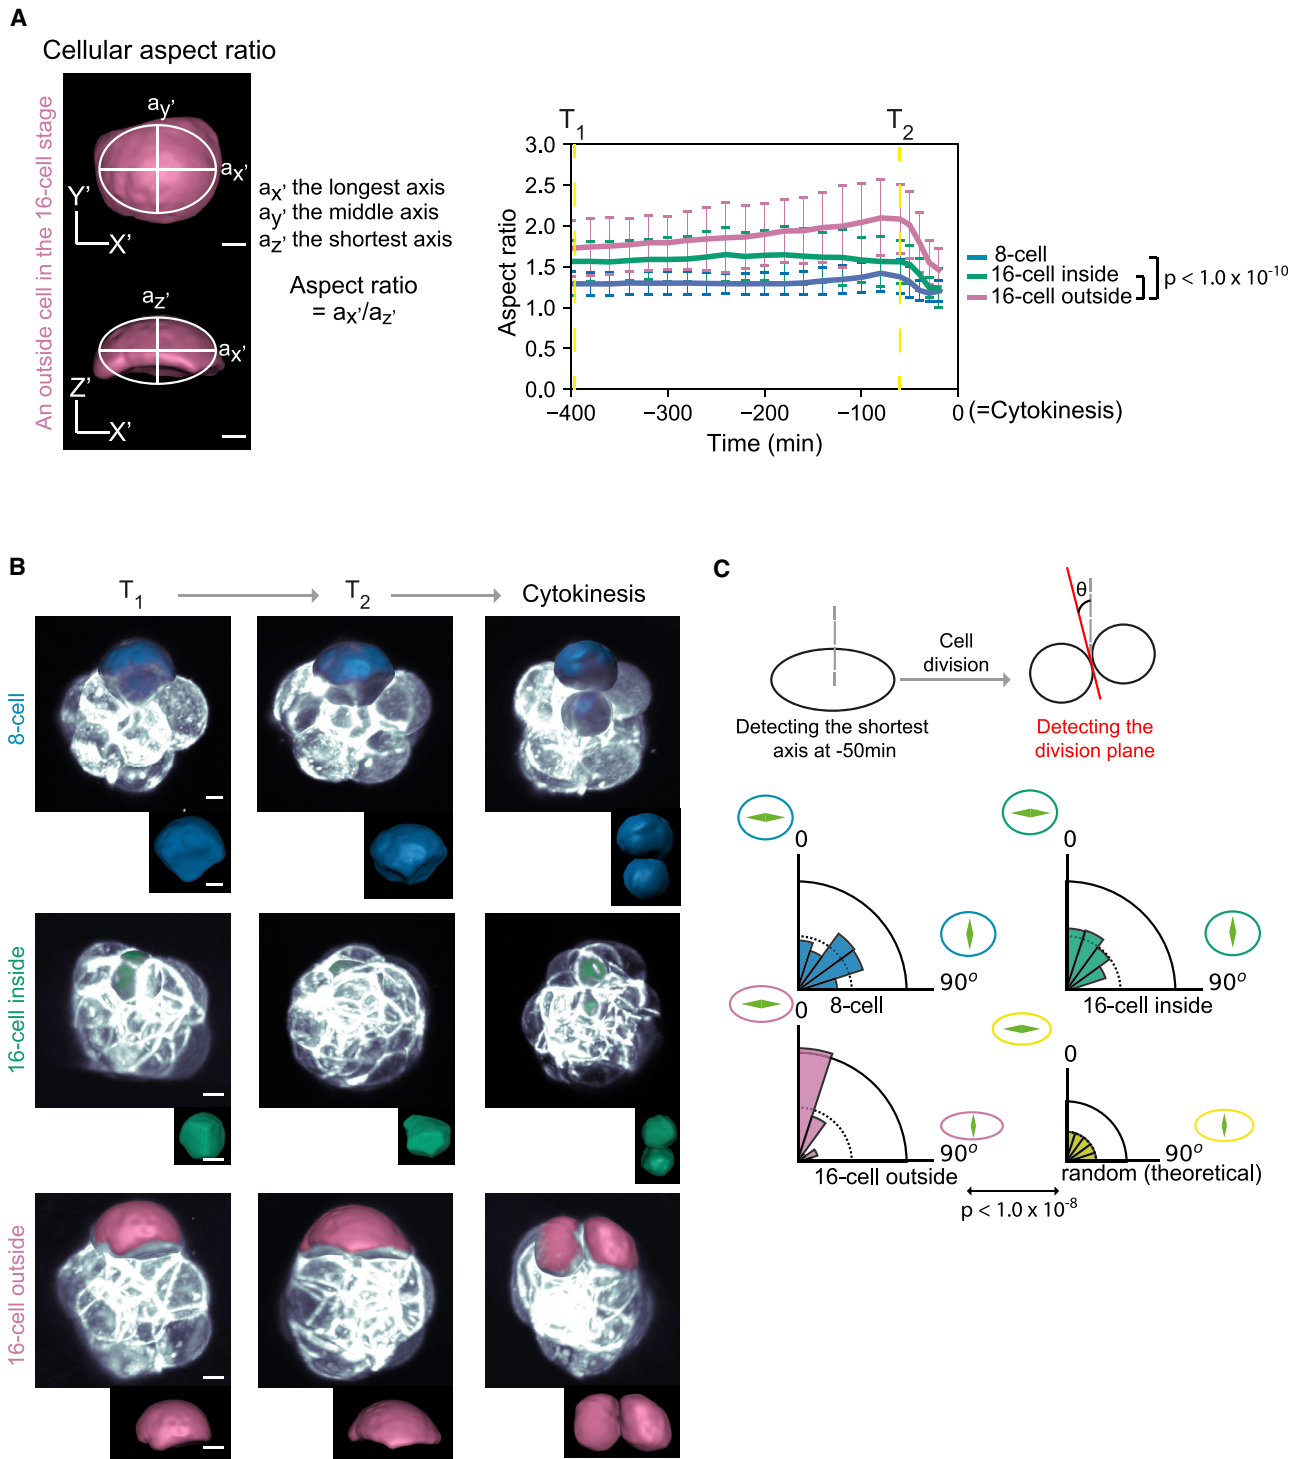 A
Cellular aspect ratio
An outside cell in the 16-cell stage
ay'
ax'
Y'
X'
az'
ax'
Z'
X'
ax' the longest axis
ay' the middle axis
az' the shortest axis
Aspect ratio
= ax'/az'
T1
T2
Aspect ratio
3.0
2.5
2.0
1.5
1.0
0.5
0.0
−400
−300
−200
−100
0 (=Cytokinesis)
Time (min)
8-cell
16-cell inside
16-cell outside
p < 1.0 x 10-10
B
T1
T2
Cytokinesis
8-cell
16-cell inside
16-cell outside
C
Cell
division
θ
Detecting the shortest
axis at -50min
Detecting the
division plane
0
90o
8-cell
0
90o
16-cell inside
0
90o
16-cell outside
0
90o
random (theoretical)
p < 1.0 x 10-8